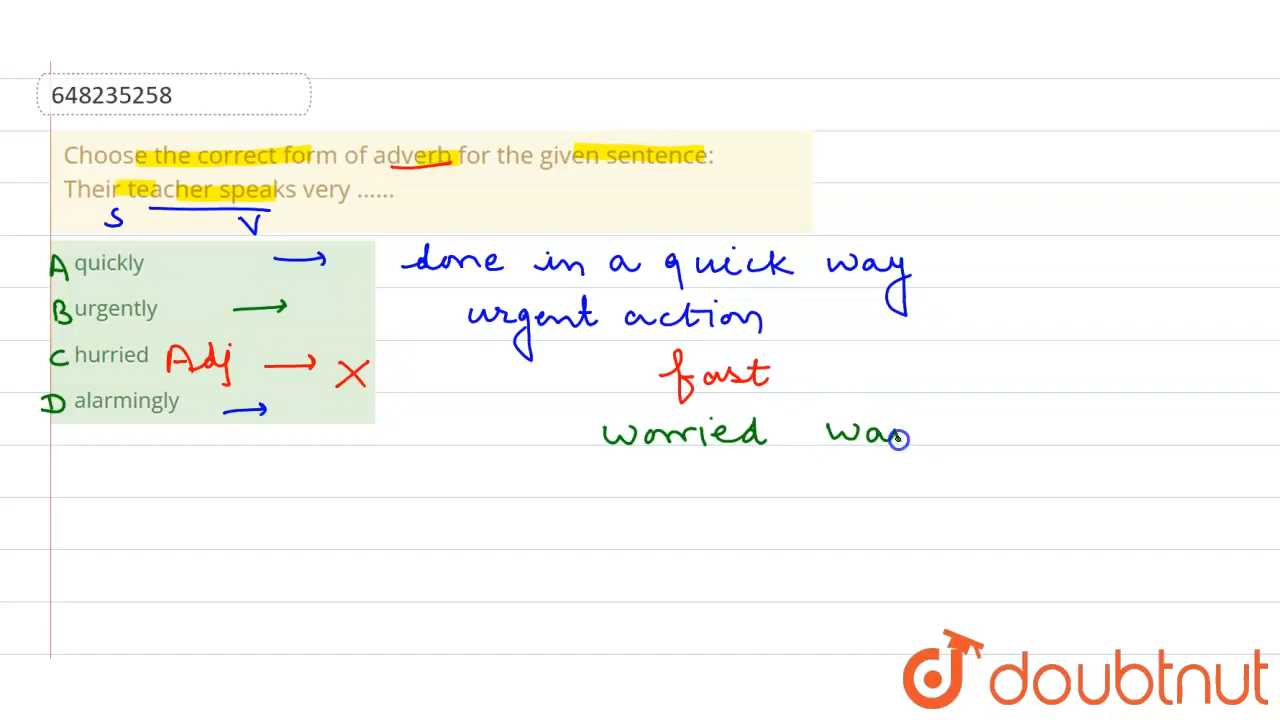 648235258
Choose the correct form of adverb for the given sentence:
Their teacher speaks very ......
S V
A quickly → done in a quick way
B urgently → urgent action
C hurried Adj → X fast
D alarmingly → worried way
doubtnut